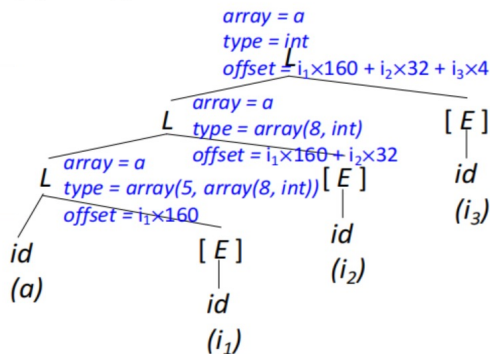 array = a
type = int
L
offset = i₁×160 + i₂×32 + i₃×4
array = a
L type = array(8, int) [ E ]
offset = i₁×160 + i₂×32
array = a
L type = array(5, array(8, int)) [ E ] id
offset = i₁×160 (i₃)
id [ E ] id
(a) (i₂)
id
(i₁)